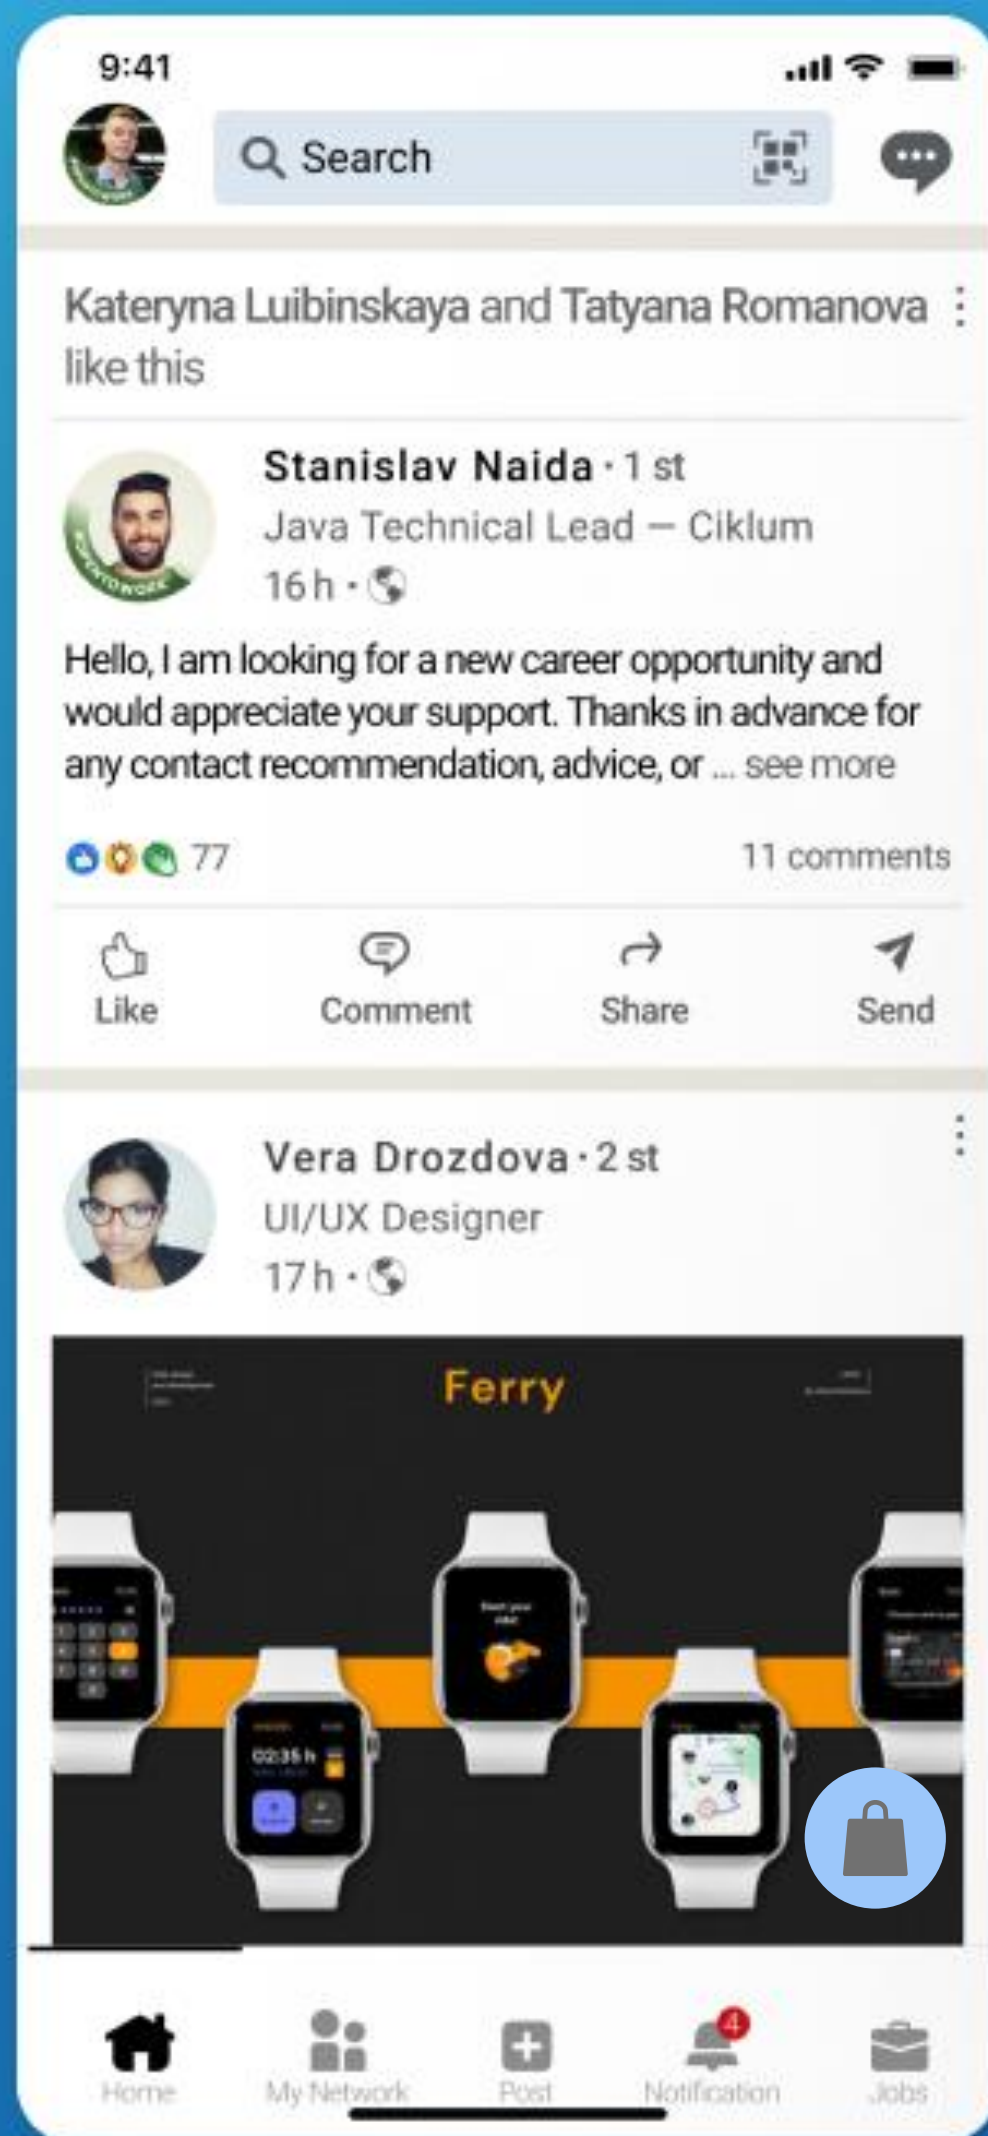 9:41
Search
Kateryna Luibinskaya and Tatyana Romanova
like this
Stanislav Naida · 1 st
Java Technical Lead — Ciklum
16 h ·
#OPENTOWORK
Hello, I am looking for a new career opportunity and
would appreciate your support. Thanks in advance for
any contact recommendation, advice, or ... see more
77
11 comments
Like
Comment
Share
Send
Vera Drozdova · 2 st
UI/UX Designer
17 h ·
Ferry
02:35 h
4
Home
My Network
Post
Notification
Jobs